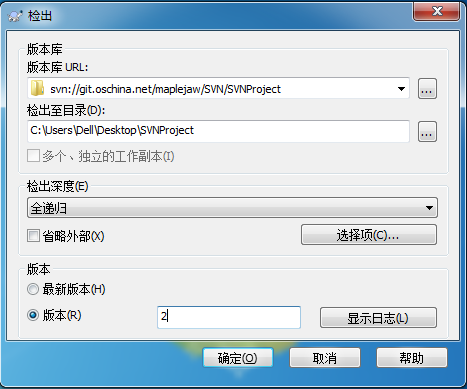 检出
版本库
版本库 URL:
svn://git.oschina.net/maplejaw/SVN/SVNProject
...
检出至目录(D):
C:\Users\Dell\Desktop\SVNProject
...
多个、独立的工作副本(I)
检出深度(E)
全递归
省略外部(X)
选择项(C)...
版本
最新版本(H)
版本(R)
2
显示日志(L)
确定(O)
取消
帮助